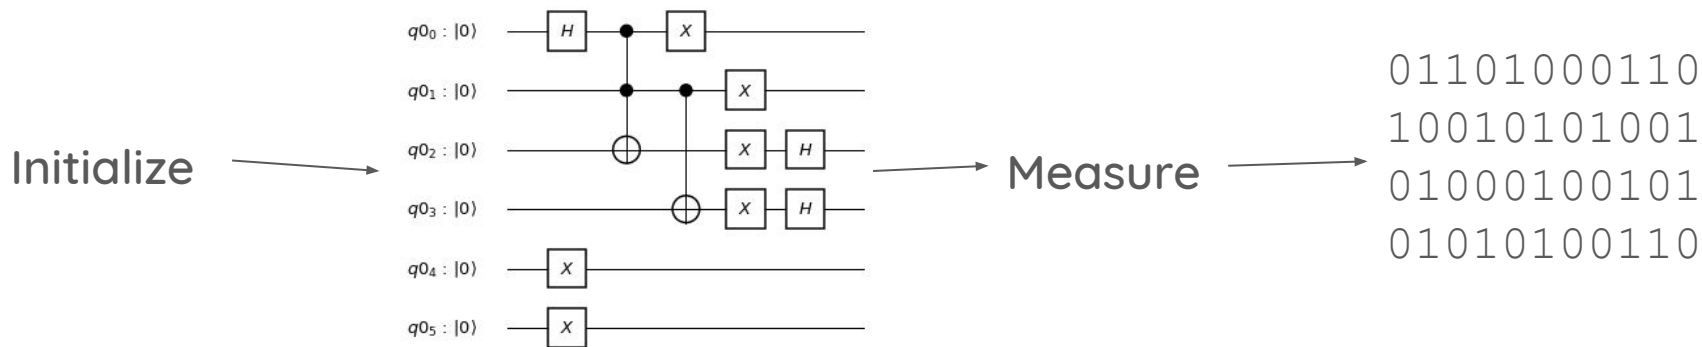 Initialize
q0₀ : |0⟩ H X
q0₁ : |0⟩ X
q0₂ : |0⟩ X H
q0₃ : |0⟩ X H
q0₄ : |0⟩ X
q0₅ : |0⟩ X
Measure
01101000110
10010101001
01000100101
01010100110